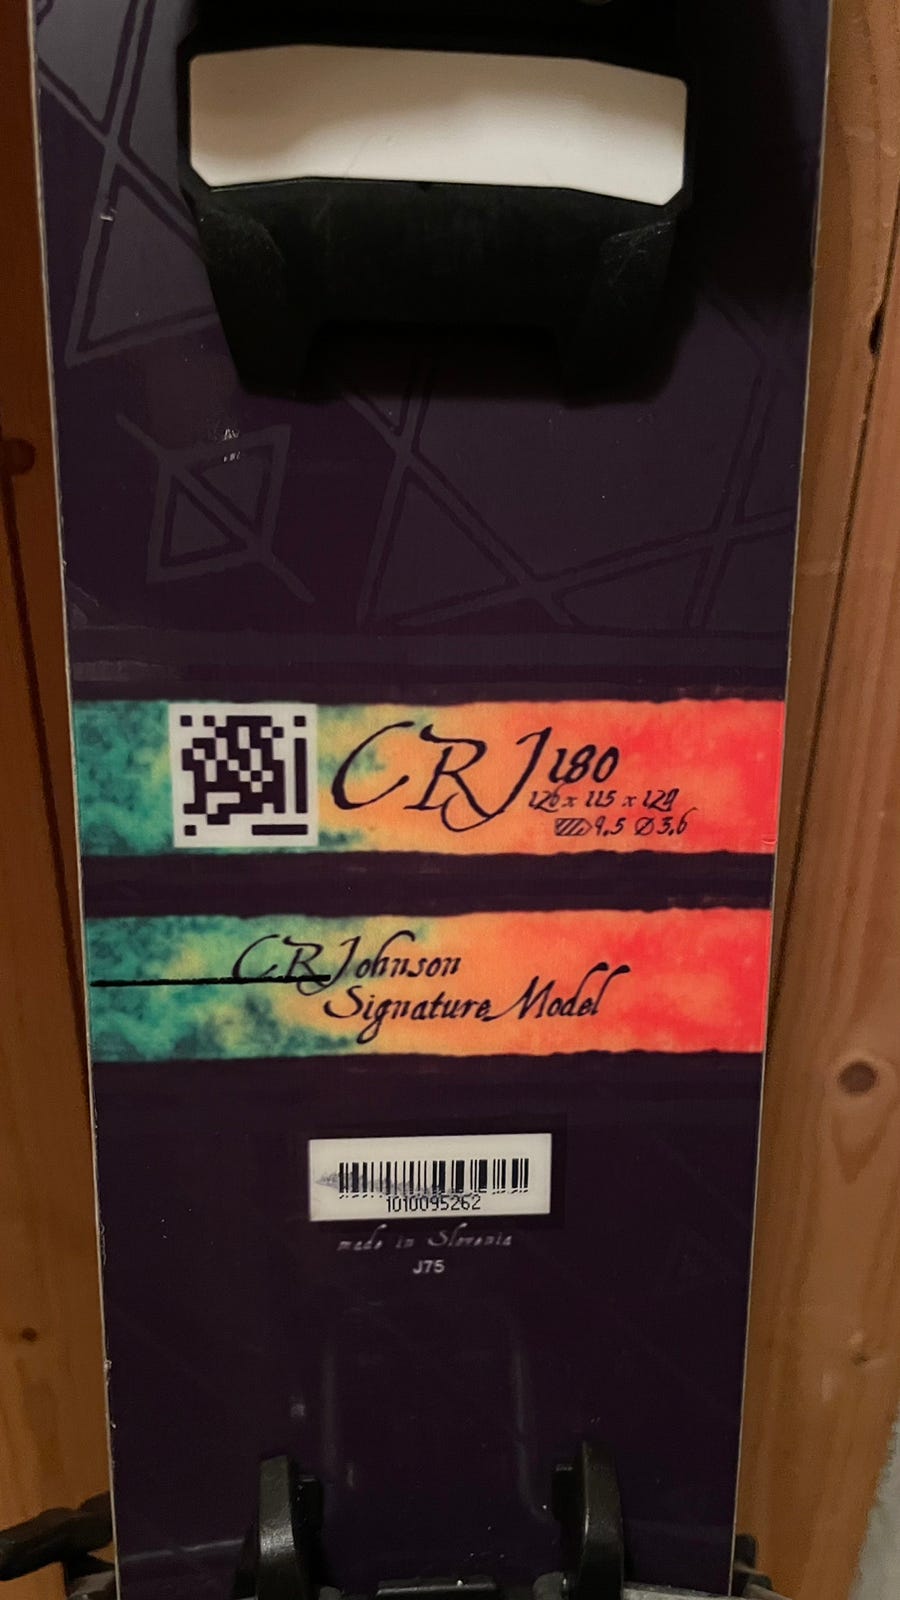 CRJ 180
126 x 115 x 129
9.5 Ø 3.6
CR Johnson
Signature Model
1010095262
made in Slovenia
J75